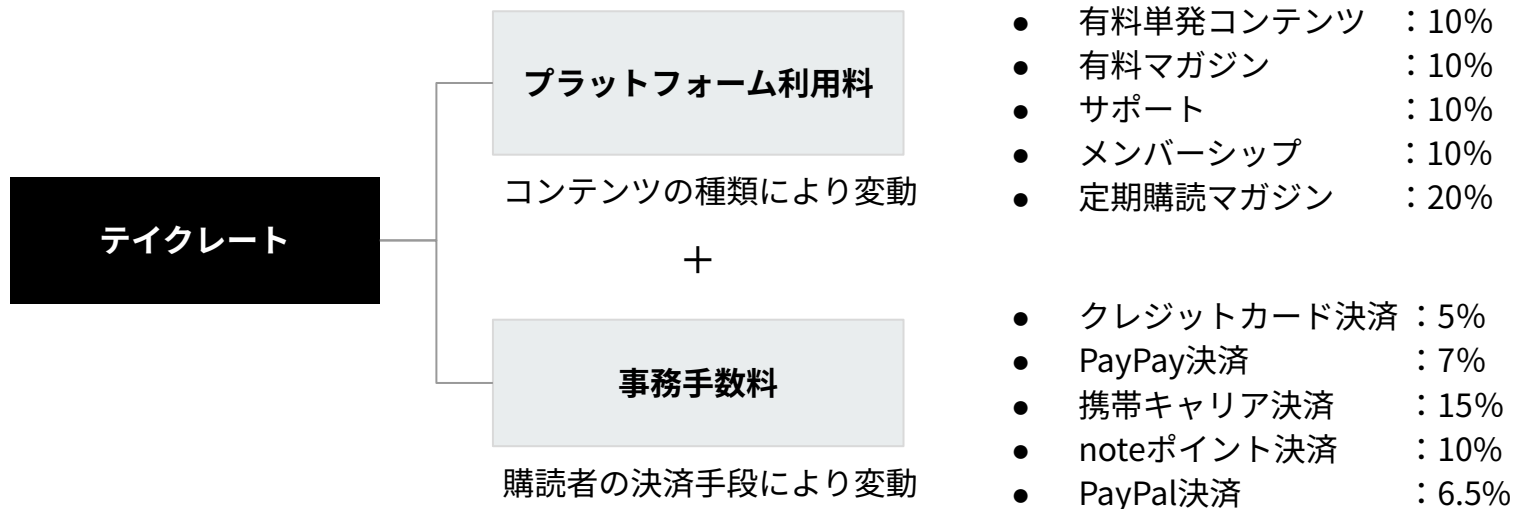 テイクレート
プラットフォーム利用料
コンテンツの種類により変動
● 有料単発コンテンツ ：10%
● 有料マガジン ：10%
● サポート ：10%
● メンバーシップ ：10%
● 定期購読マガジン ：20%
＋
事務手数料
購読者の決済手段により変動
● クレジットカード決済 ：5%
● PayPay決済 ：7%
● 携帯キャリア決済 ：15%
● noteポイント決済 ：10%
● PayPal決済 ：6.5%